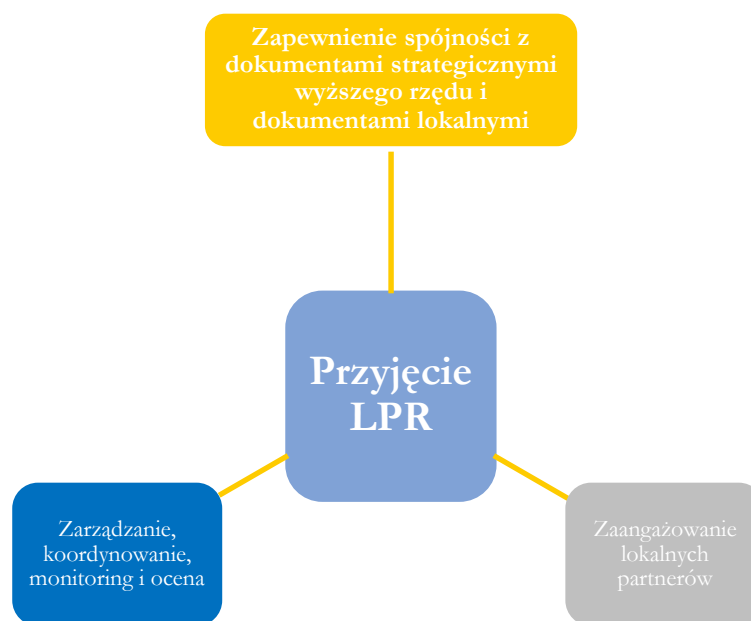 Zapewnienie spójności z
dokumentami strategicznymi
wyższego rzędu i
dokumentami lokalnymi
Przyjęcie
LPR
Zarządzanie,
koordynowanie,
monitoring i ocena
Zaangażowanie
lokalnych
partnerów